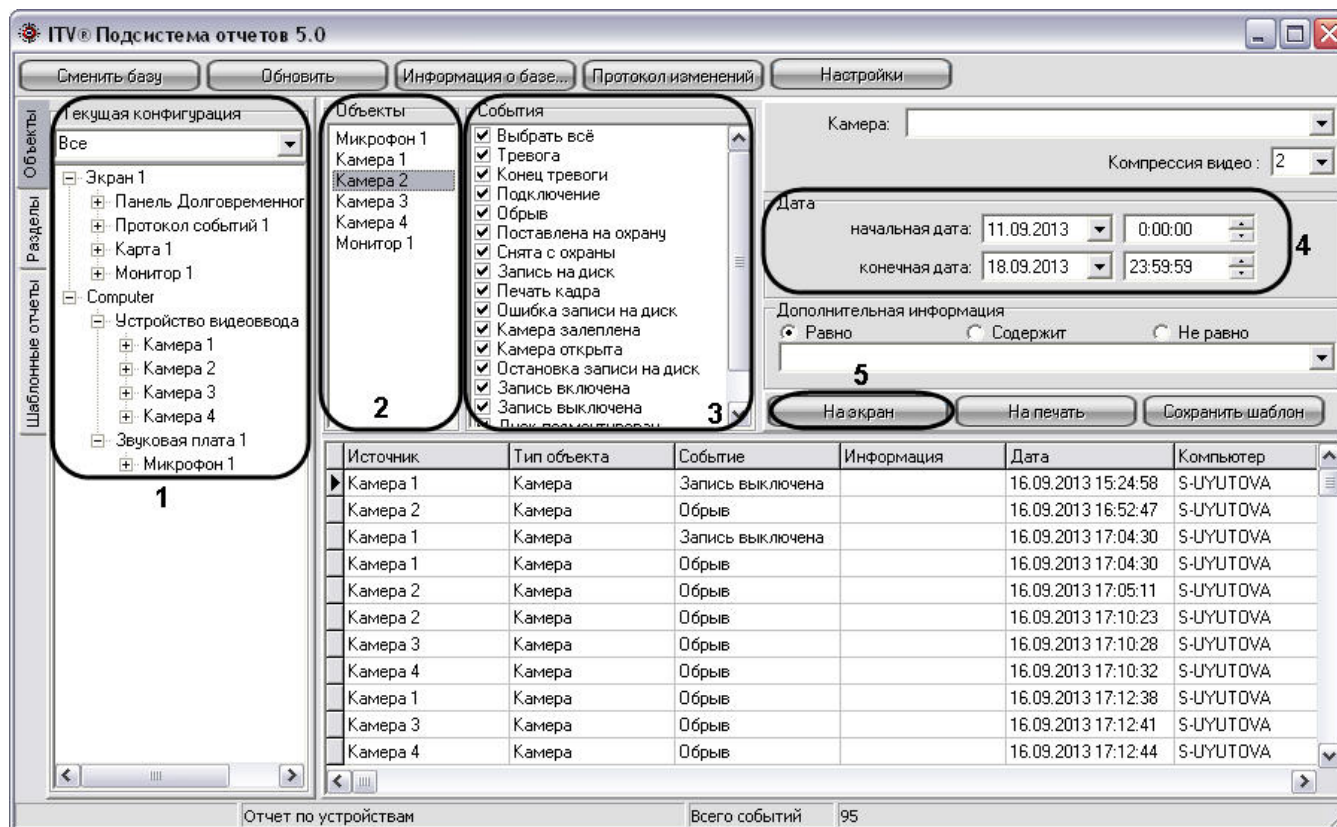 ITV® Подсистема отчетов 5.0
Сменить базу Обновить Информация о базе... Протокол изменений Настройки
Объекты
Разделы
Шаблонные отчеты
Текущая конфигурация
Все
Экран 1
Панель Долговременног
Протокол событий 1
Карта 1
Монитор 1
Computer
Устройство видеоввода
Камера 1
Камера 2
Камера 3
Камера 4
Звуковая плата 1
Микрофон 1
1
Объекты
Микрофон 1
Камера 1
Камера 2
Камера 3
Камера 4
Монитор 1
2
События
Выбрать всё
Тревога
Конец тревоги
Подключение
Обрыв
Поставлена на охрану
Снята с охраны
Запись на диск
Печать кадра
Ошибка записи на диск
Камера залеплена
Камера открыта
Остановка записи на диск
Запись включена
Запись выключена
3
Камера:
Компрессия видео : 2
Дата
начальная дата: 11.09.2013 0:00:00
конечная дата: 18.09.2013 23:59:59
4
Дополнительная информация
Равно Содержит Не равно
5
На экран На печать Сохранить шаблон
Источник Тип объекта Событие Информация Дата Компьютер
Камера 1 Камера Запись выключена 16.09.2013 15:24:58 S-UYUTOVA
Камера 2 Камера Обрыв 16.09.2013 16:52:47 S-UYUTOVA
Камера 1 Камера Запись выключена 16.09.2013 17:04:30 S-UYUTOVA
Камера 1 Камера Обрыв 16.09.2013 17:04:30 S-UYUTOVA
Камера 2 Камера Обрыв 16.09.2013 17:05:11 S-UYUTOVA
Камера 2 Камера Обрыв 16.09.2013 17:10:23 S-UYUTOVA
Камера 3 Камера Обрыв 16.09.2013 17:10:28 S-UYUTOVA
Камера 4 Камера Обрыв 16.09.2013 17:10:32 S-UYUTOVA
Камера 1 Камера Обрыв 16.09.2013 17:12:38 S-UYUTOVA
Камера 3 Камера Обрыв 16.09.2013 17:12:41 S-UYUTOVA
Камера 4 Камера Обрыв 16.09.2013 17:12:44 S-UYUTOVA
Отчет по устройствам Всего событий 95